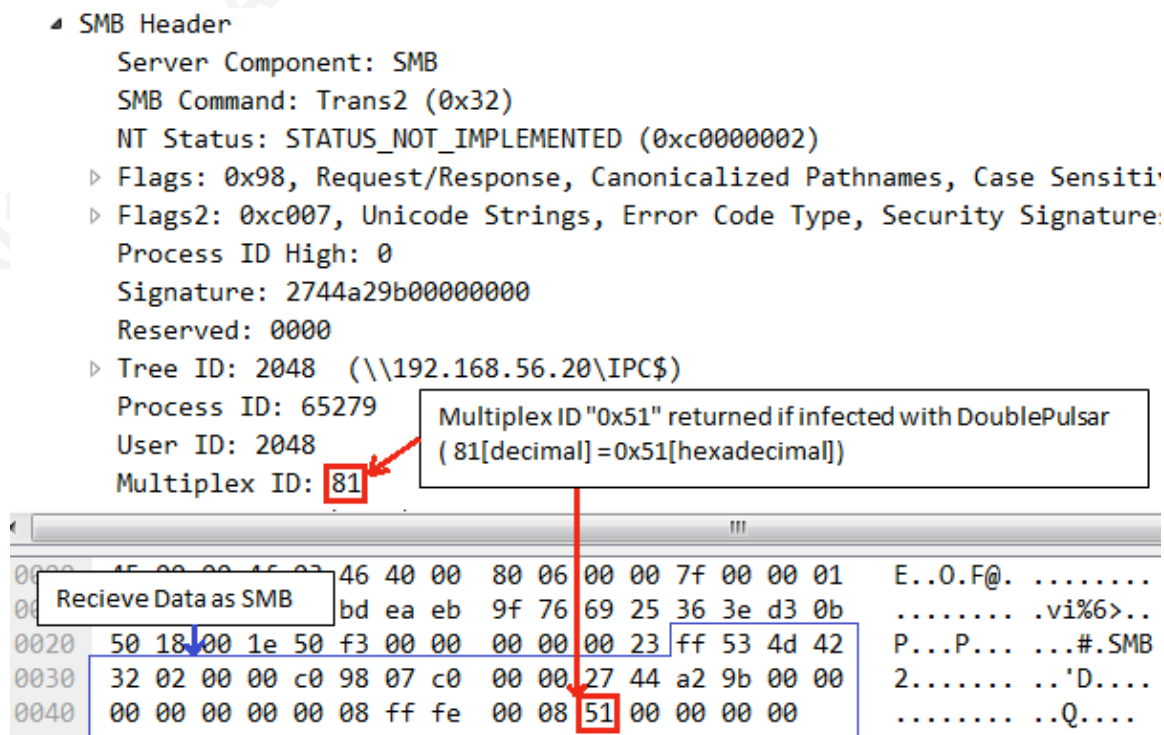 SMB Header
Server Component: SMB
SMB Command: Trans2 (0x32)
NT Status: STATUS_NOT_IMPLEMENTED (0xc0000002)
Flags: 0x98, Request/Response, Canonicalized Pathnames, Case Sensitiv
Flags2: 0xc007, Unicode Strings, Error Code Type, Security Signatures
Process ID High: 0
Signature: 2744a29b00000000
Reserved: 0000
Tree ID: 2048 (\\192.168.56.20\IPC$)
Process ID: 65279
User ID: 2048
Multiplex ID: 81
Multiplex ID "0x51" returned if infected with DoublePulsar
( 81[decimal] =0x51[hexadecimal])
46 40 00 80 06 00 00 7f 00 00 01 E..O.F@. ........
Recieve Data as SMB
bd ea eb 9f 76 69 25 36 3e d3 0b ........ .vi%6>..
0020 50 18 00 1e 50 f3 00 00 00 00 00 23 ff 53 4d 42 P...P... ...#.SMB
0030 32 02 00 00 c0 98 07 c0 00 00 27 44 a2 9b 00 00 2....... ..'D....
0040 00 00 00 00 00 08 ff fe 00 08 51 00 00 00 00 ........ ..Q....